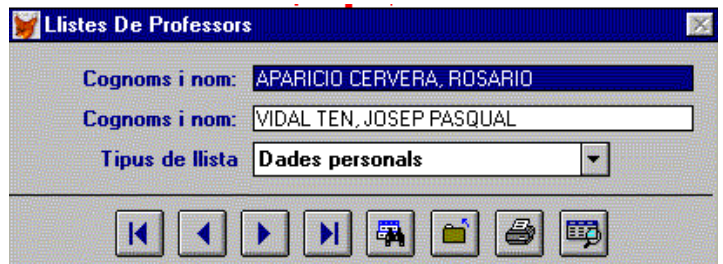 Llistes De Professors
Cognoms i nom: APARICIO CERVERA, ROSARIO
Cognoms i nom: VIDAL TEN, JOSEP PASQUAL
Tipus de llista Dades personals